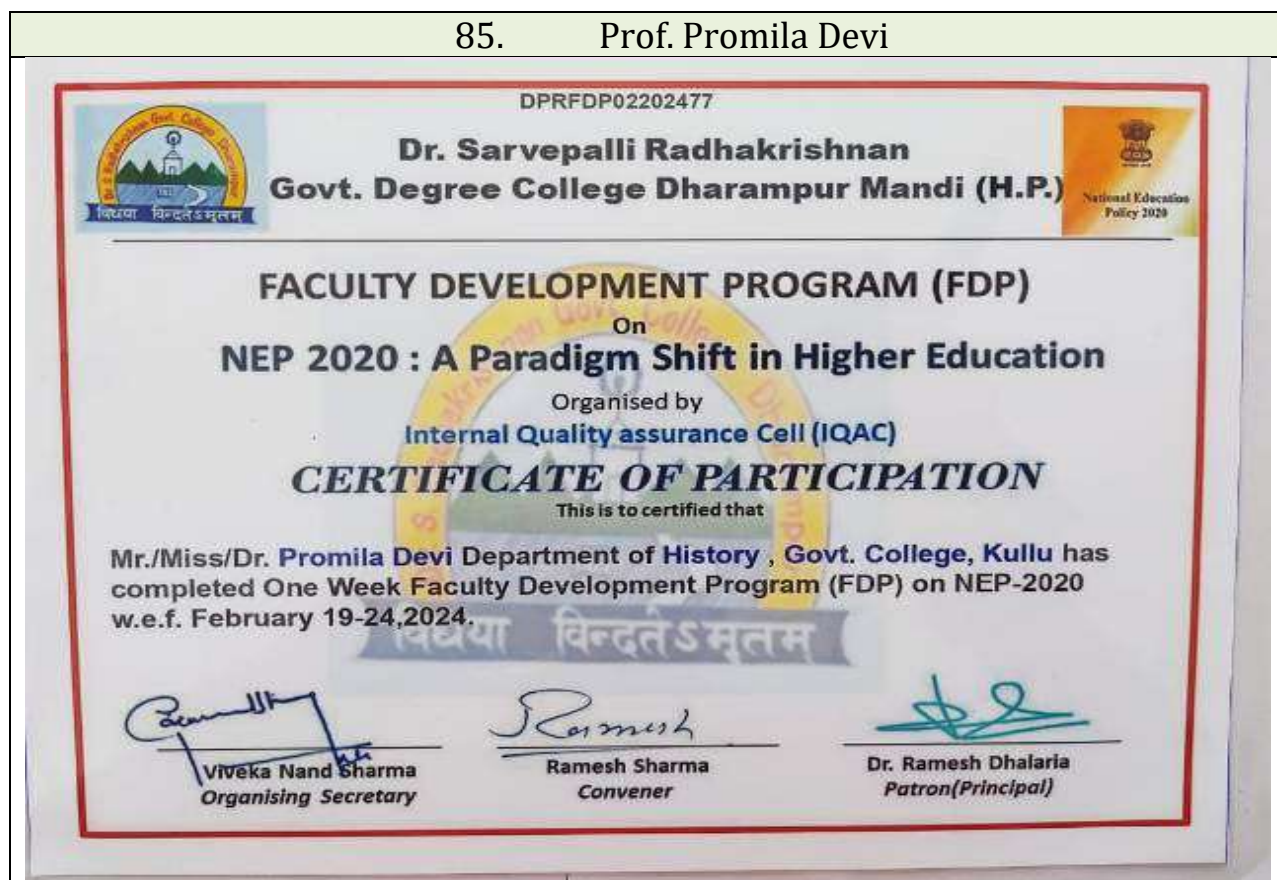 85. Prof. Promila Devi
DPRFDP02202477
Dr. Sarvepalli Radhakrishnan
Govt. Degree College Dharampur Mandi (H.P.)
विद्यया विन्दतेऽमृतम्
National Education
Policy 2020
FACULTY DEVELOPMENT PROGRAM (FDP)
On
NEP 2020 : A Paradigm Shift in Higher Education
Organised by
Internal Quality assurance Cell (IQAC)
CERTIFICATE OF PARTICIPATION
This is to certified that
Mr./Miss/Dr. Promila Devi Department of History , Govt. College, Kullu has
completed One Week Faculty Development Program (FDP) on NEP-2020
w.e.f. February 19-24,2024.
विद्यया विन्दतेऽमृतम्
Ramesh
Viveka Nand Sharma
Organising Secretary
Ramesh Sharma
Convener
Dr. Ramesh Dhalaria
Patron(Principal)